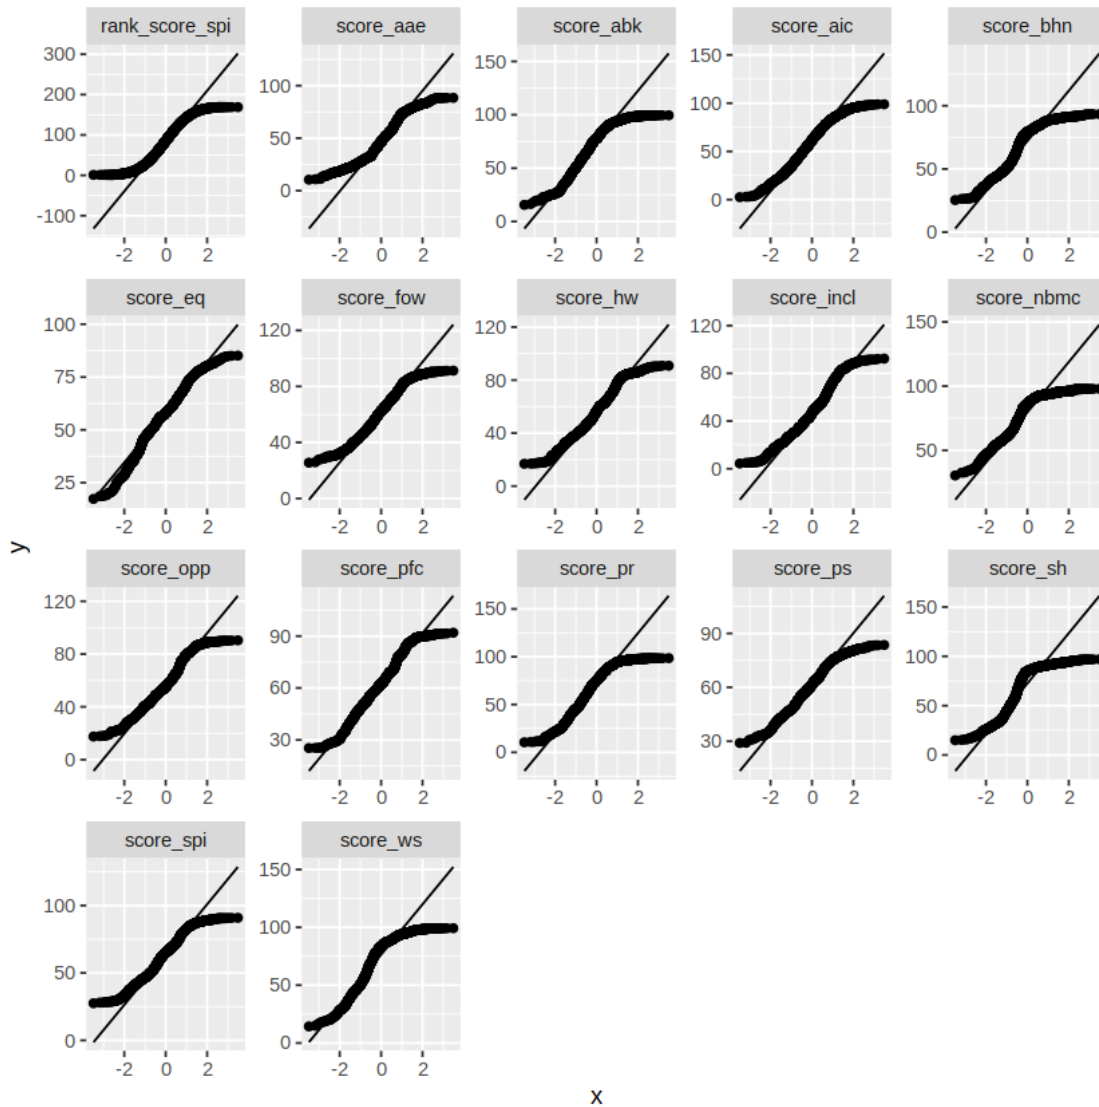 rank_score_spi score_aae score_abk score_aic score_bhn
300 200 100 0 -100
100 50 0
150 100 50 0
150 100 50 0
100 50 0
-2 0 2 -2 0 2 -2 0 2 -2 0 2 -2 0 2
score_eq score_fow score_hw score_incl score_nbmc
100 75 50 25
120 80 40 0
120 80 40 0
120 80 40 0
150 100 50
-2 0 2 -2 0 2 -2 0 2 -2 0 2 -2 0 2
y
score_opp score_pfc score_pr score_ps score_sh
120 80 40 0
90 60 30
150 100 50 0
90 60 30
150 100 50 0
-2 0 2 -2 0 2 -2 0 2 -2 0 2 -2 0 2
score_spi score_ws
100 50 0
150 100 50 0
-2 0 2 -2 0 2
x